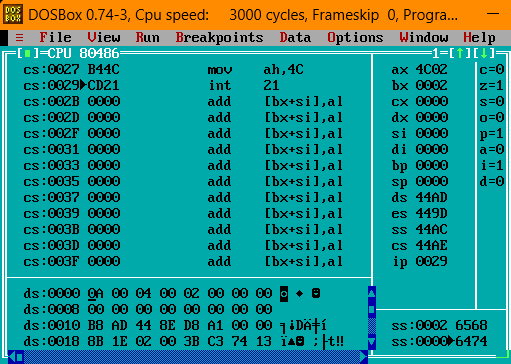 DOSBox 0.74-3, Cpu speed: 3000 cycles, Frameskip 0, Progra...
≡ File View Run Breakpoints Data Options Window Help
[■]=CPU 80486 1=[↑][↓]
cs:0027 B44C mov ah,4C ax 4C02 c=0
cs:0029►CD21 int 21 bx 0002 z=1
cs:002B 0000 add [bx+si],al cx 0000 s=0
cs:002D 0000 add [bx+si],al dx 0000 o=0
cs:002F 0000 add [bx+si],al si 0000 p=1
cs:0031 0000 add [bx+si],al di 0000 a=0
cs:0033 0000 add [bx+si],al bp 0000 i=1
cs:0035 0000 add [bx+si],al sp 0000 d=0
cs:0037 0000 add [bx+si],al ds 44AD
cs:0039 0000 add [bx+si],al es 449D
cs:003B 0000 add [bx+si],al ss 44AC
cs:003D 0000 add [bx+si],al cs 44AE
cs:003F 0000 add [bx+si],al ip 0029
ds:0000 0A 00 04 00 02 00 00 00 ◙ ♦ ☻
ds:0008 00 00 00 00 00 00 00 00
ds:0010 B8 AD 44 8E D8 A1 00 00 ╕¡DÄ╪í ss:0002 6568
ds:0018 8B 1E 02 00 3B C3 74 13 ï▲☻ ;├t‼ ss:0000►6474